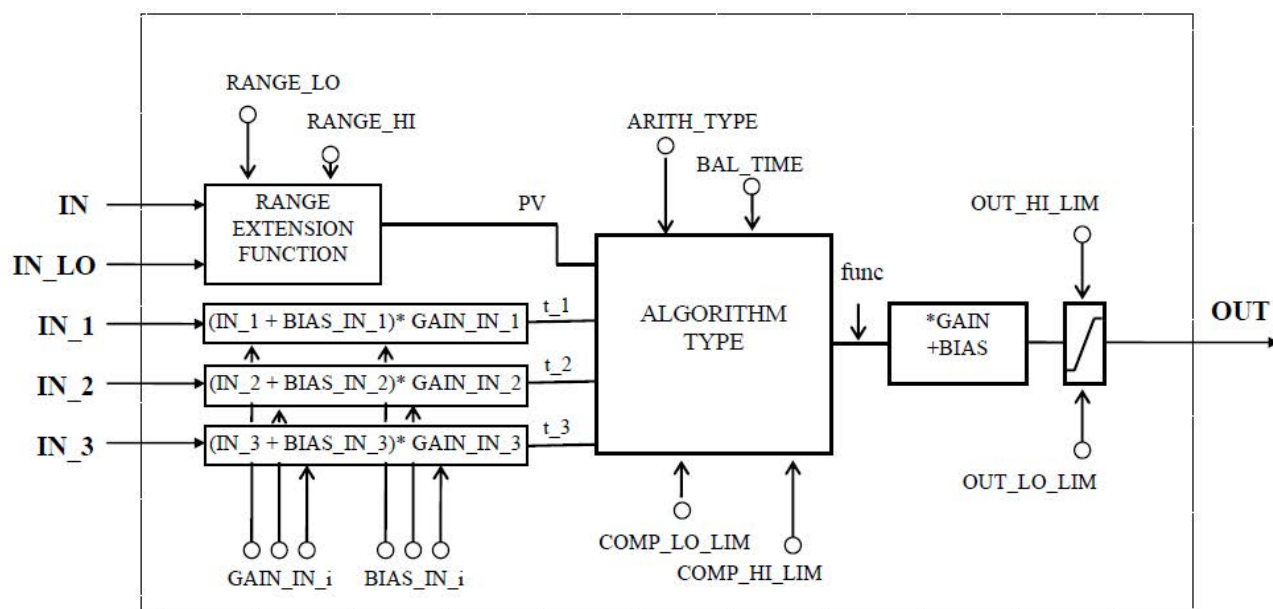 RANGE_LO
RANGE_HI
ARITH_TYPE
BAL_TIME
IN
RANGE
EXTENSION
FUNCTION
PV
OUT_HI_LIM
IN_LO
func
IN_1
(IN_1 + BIAS_IN_1)* GAIN_IN_1
t_1
ALGORITHM
TYPE
*GAIN
+BIAS
OUT
IN_2
(IN_2 + BIAS_IN_2)* GAIN_IN_2
t_2
IN_3
(IN_3 + BIAS_IN_3)* GAIN_IN_3
t_3
OUT_LO_LIM
COMP_LO_LIM
COMP_HI_LIM
GAIN_IN_i
BIAS_IN_i